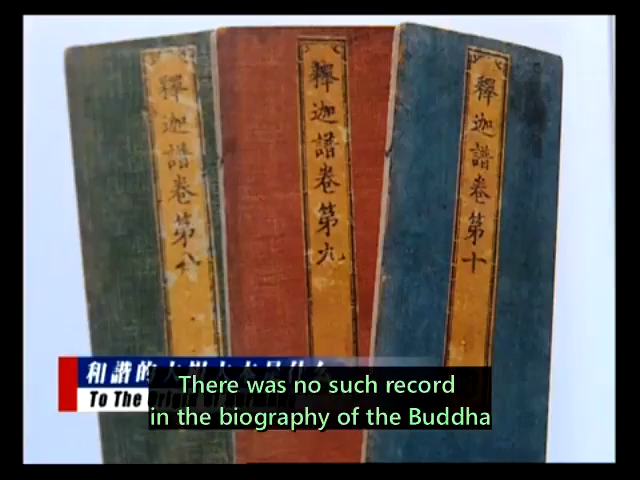 釋迦譜卷第八
釋迦譜卷第九
釋迦譜卷第十
和諧的
To The
There was no such record
in the biography of the Buddha